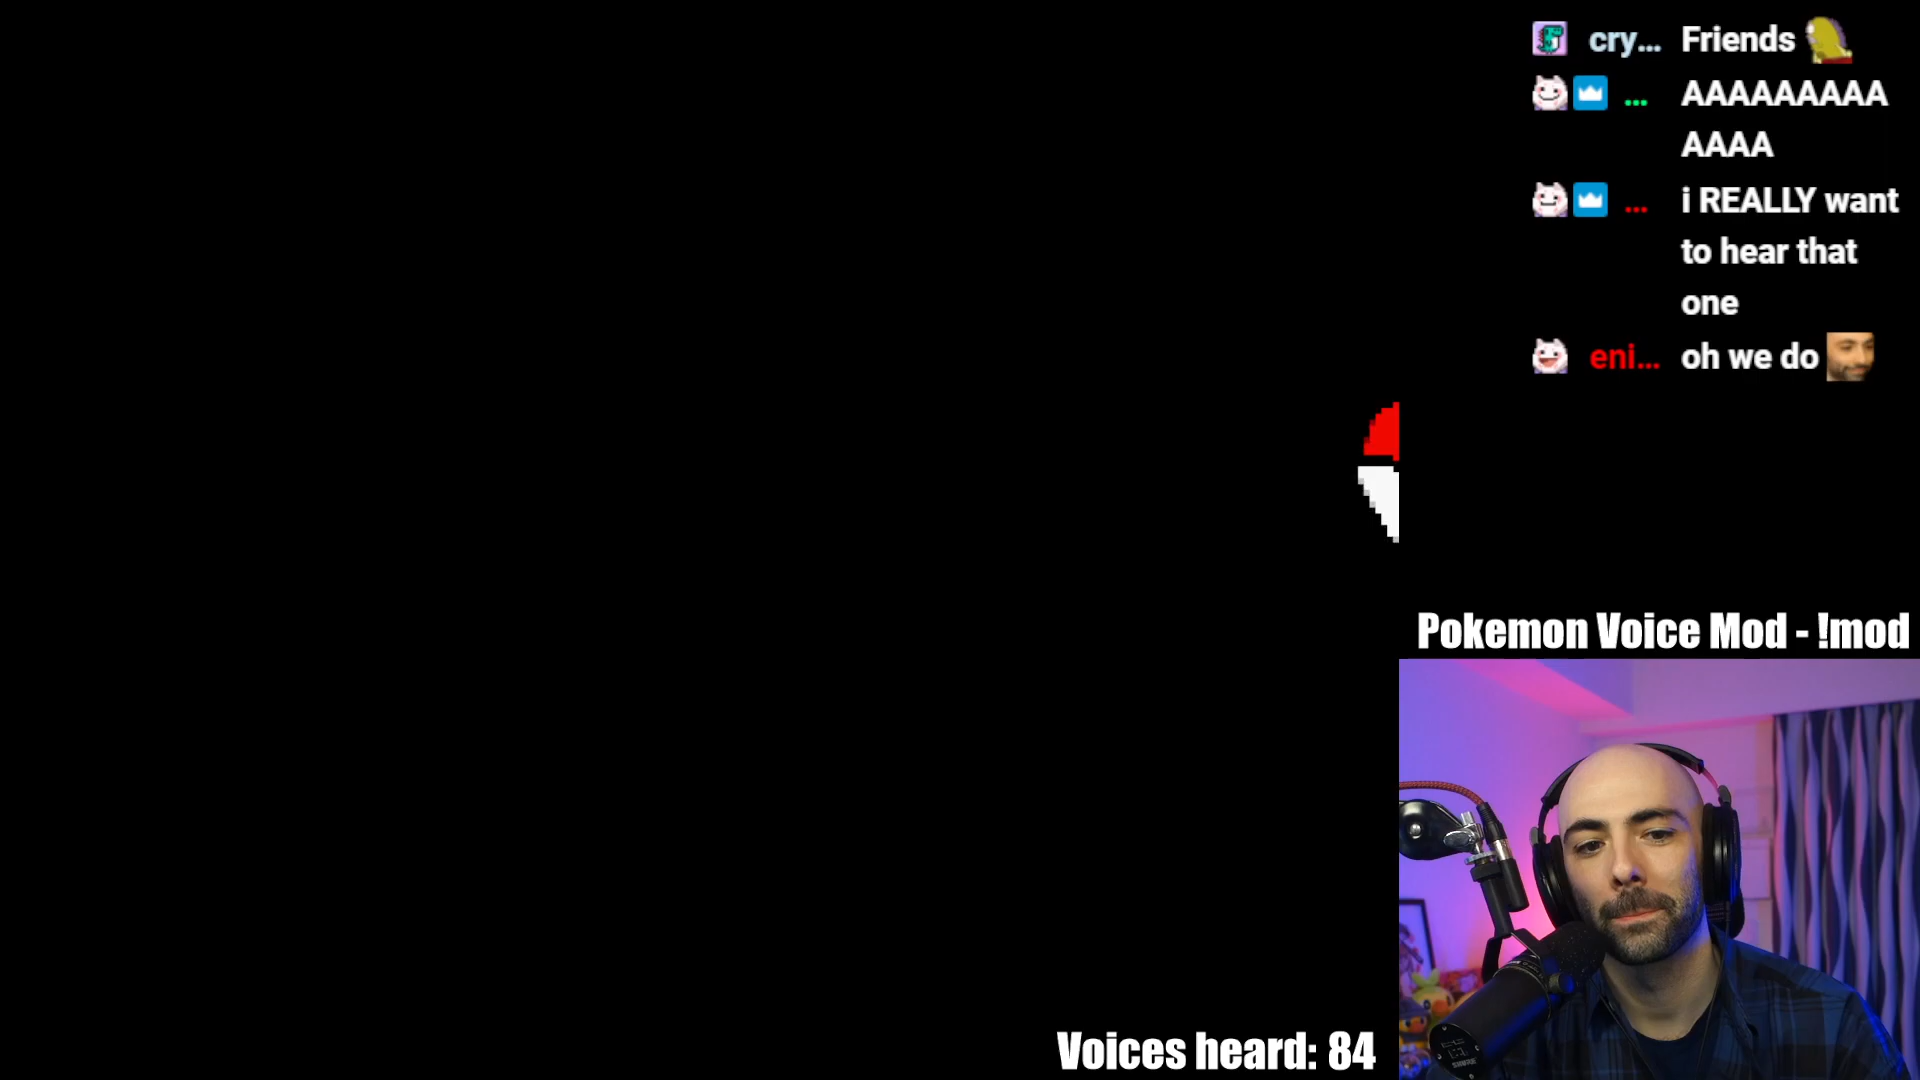 cry... Friends
... AAAAAAAAA
AAAA
... i REALLY want
to hear that
one
eni... oh we do
Pokemon Voice Mod - !mod
Voices heard: 84